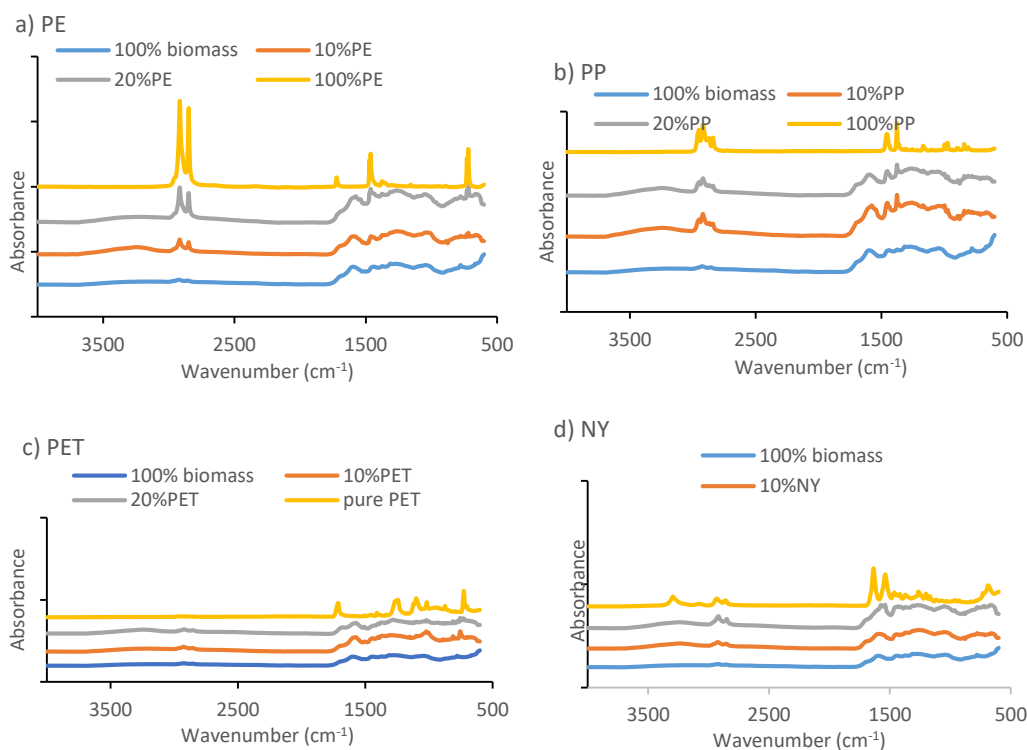 a) PE
100% biomass 10%PE
20%PE 100%PE
Absorbance
3500 2500 1500 500
Wavenumber (cm-1)
b) PP
100% biomass 10%PP
20%PP 100%PP
Absorbance
3500 2500 1500 500
Wavenumber (cm-1)
c) PET
100% biomass 10%PET
20%PET pure PET
Absorbance
3500 2500 1500 500
Wavenumber (cm-1)
d) NY
100% biomass
10%NY
Absorbance
3500 2500 1500 500
Wavenumber (cm-1)